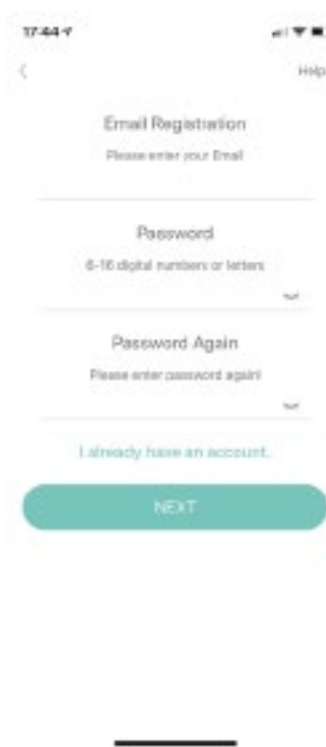 17:44
Help
Email Registration
Please enter your Email
Password
6-16 digital numbers or letters
Password Again
Please enter password again!
I already have an account.
NEXT